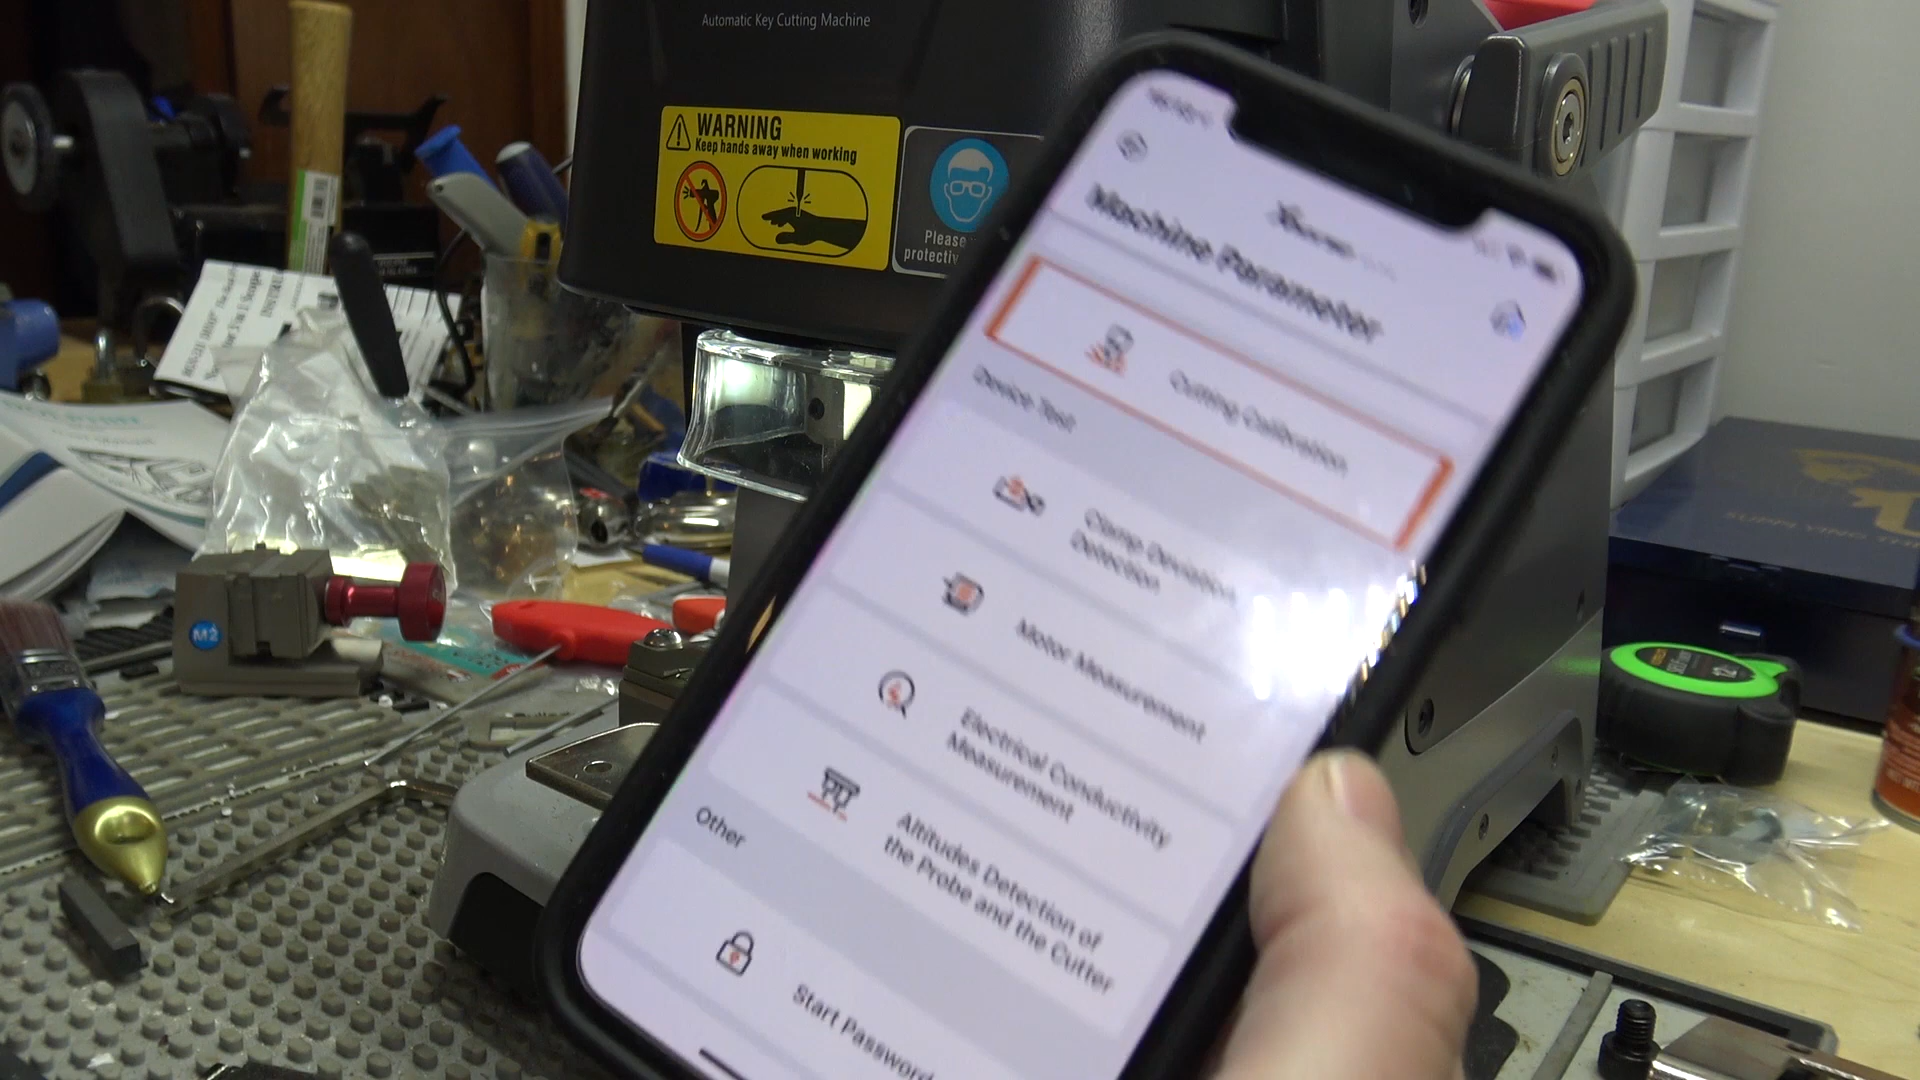 Automatic Key Cutting Machine
WARNING
Keep hands away when working
Please
protectiv
Machine Parameter
Cutting Calibration
Device Test
Clamp Deviation
Detection
Motor Measurement
Electrical Conductivity
Measurement
Altitudes Detection of
the Probe and the Cutter
Other
Start Password
M2